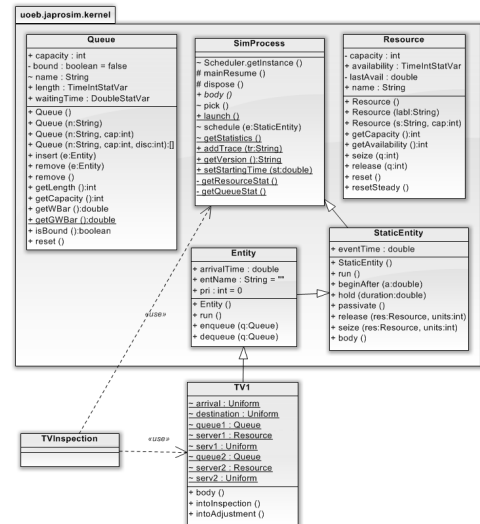 uoeb.japrosim.kernel
Queue
+ capacity : int
- bound : boolean = false
~ name : String
+ length : TimeIntStatVar
+ waitingTime : DoubleStatVar
+ Queue ()
+ Queue (n:String)
+ Queue (n:String, cap:int)
+ Queue (n:String, cap:int, disc:int):[]
+ insert (e:Entity)
+ remove (e:Entity)
+ remove ()
+ getLength ():int
+ getCapacity ():int
+ getWBar ():double
+ getGWBar ():double
+ isBound ():boolean
+ reset ()
SimProcess
~ Scheduler.getInstance ()
# mainResume ()
# dispose ()
+ body ()
~ pick ()
+ launch ()
~ schedule (e:StaticEntity)
~ getStatistics ()
+ addTrace (tr:String)
+ getVersion ():String
+ setStartingTime (st:double)
- getResourceStat ()
- getQueueStat ()
Resource
- capacity : int
+ availability : TimeIntStatVar
- lastAvail : double
+ name : String
+ Resource ()
+ Resource (labl:String)
+ Resource (s:String, cap:int)
+ getCapacity ():int
+ getAvailability ():int
+ seize (q:int)
+ release (q:int)
+ reset ()
+ resetSteady ()
StaticEntity
~ eventTime : double
+ StaticEntity ()
+ run ()
+ beginAfter (a:double)
+ hold (duration:double)
+ passivate ()
+ release (res:Resource, units:int)
+ seize (res:Resource, units:int)
+ body ()
Entity
+ arrivalTime : double
+ entName : String = ""
+ pri : int = 0
+ Entity ()
+ run ()
+ enqueue (q:Queue)
+ dequeue (q:Queue)
«use»
TV1
~ arrival : Uniform
~ destination : Uniform
~ queue1 : Queue
~ server1 : Resource
~ serv1 : Uniform
~ queue2 : Queue
~ server2 : Resource
~ serv2 : Uniform
+ body ()
+ intoInspection ()
+ intoAdjustment ()
TVInspection
«use»